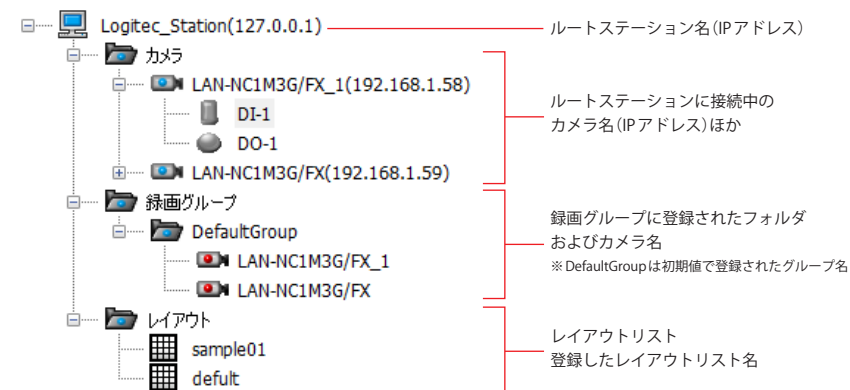 Logitec_Station(127.0.0.1)
ルートステーション名(IPアドレス)
カメラ
LAN-NC1M3G/FX_1(192.168.1.58)
DI-1
DO-1
LAN-NC1M3G/FX(192.168.1.59)
ルートステーションに接続中の
カメラ名(IPアドレス)ほか
録画グループ
DefaultGroup
LAN-NC1M3G/FX_1
LAN-NC1M3G/FX
録画グループに登録されたフォルダ
およびカメラ名
※DefaultGroupは初期値で登録されたグループ名
レイアウト
sample01
defult
レイアウトリスト
登録したレイアウトリスト名